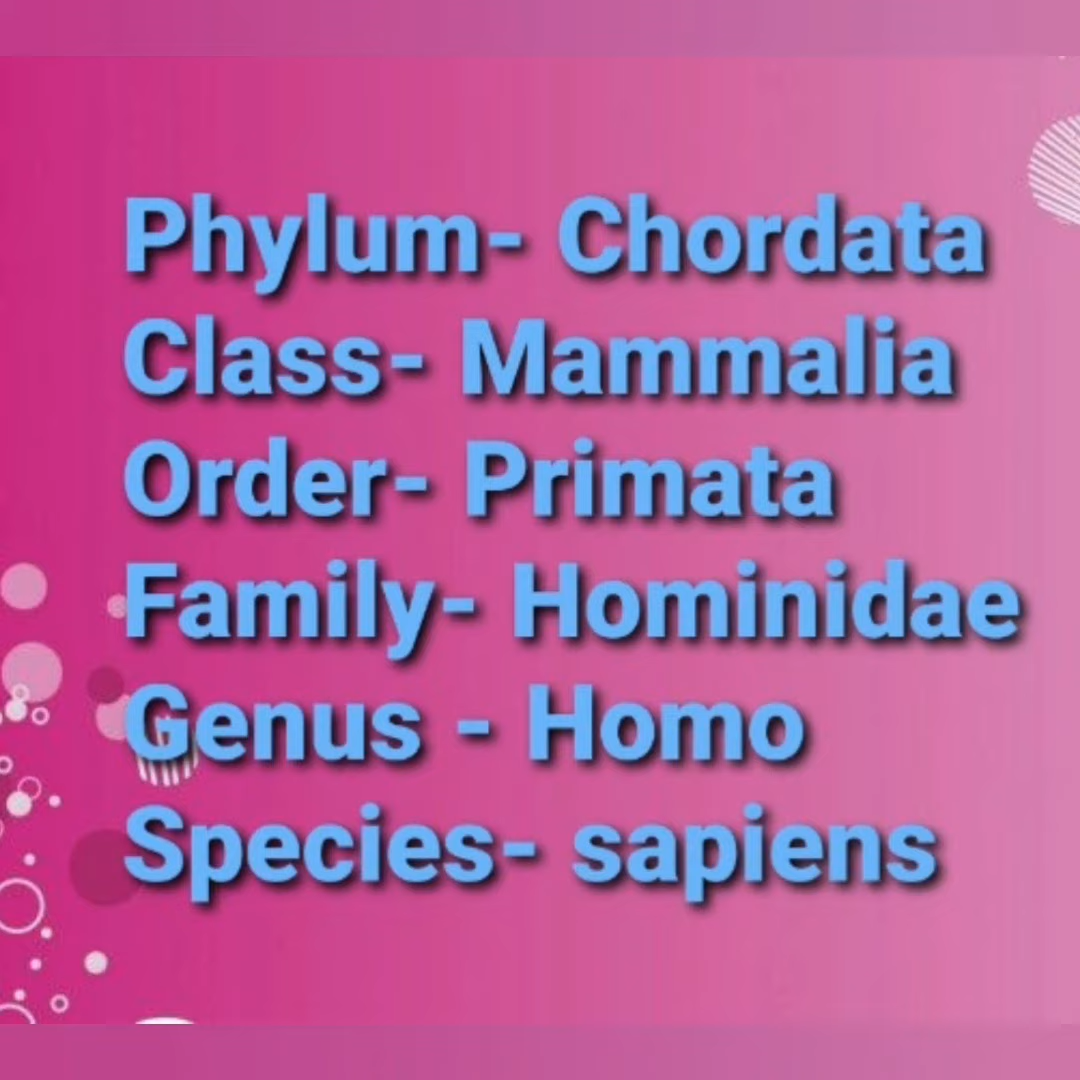 Phylum- Chordata
Class- Mammalia
Order- Primata
Family- Hominidae
Genus - Homo
Species- sapiens